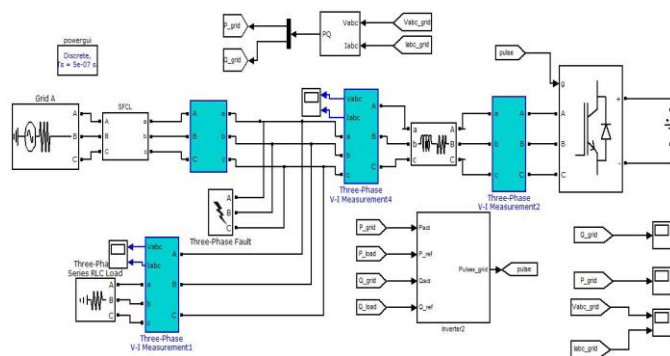 powergui
Discrete,
Ts = 5e-07 s
Grid A
A
B
C
SFCL
A
B
C
a
b
c
A
B
C
a
b
c
P_grid
Q_grid
PQ
Vabc
Iabc
Vabc_grid
Iabc_grid
Vabc
Iabc
A
a
B
b
C
c
Three-Phase
V-I Measurement4
a
b
c
A
B
C
a
b
c
A
B
C
Three-Phase
V-I Measurement2
pulse
g
A
B
C
+
-
A
B
C
Three-Phase Fault
Three-Pha
Series RLC Load
A
B
C
Vabc
Iabc
A
a
B
b
C
c
Three-Phase
V-I Measurement1
P_grid
P_load
Q_grid
Q_load
Pact
P_ref
Qact
Q_ref
Pulses_grid
Inverter2
pulse
Q_grid
P_grid
Vabc_grid
Iabc_grid